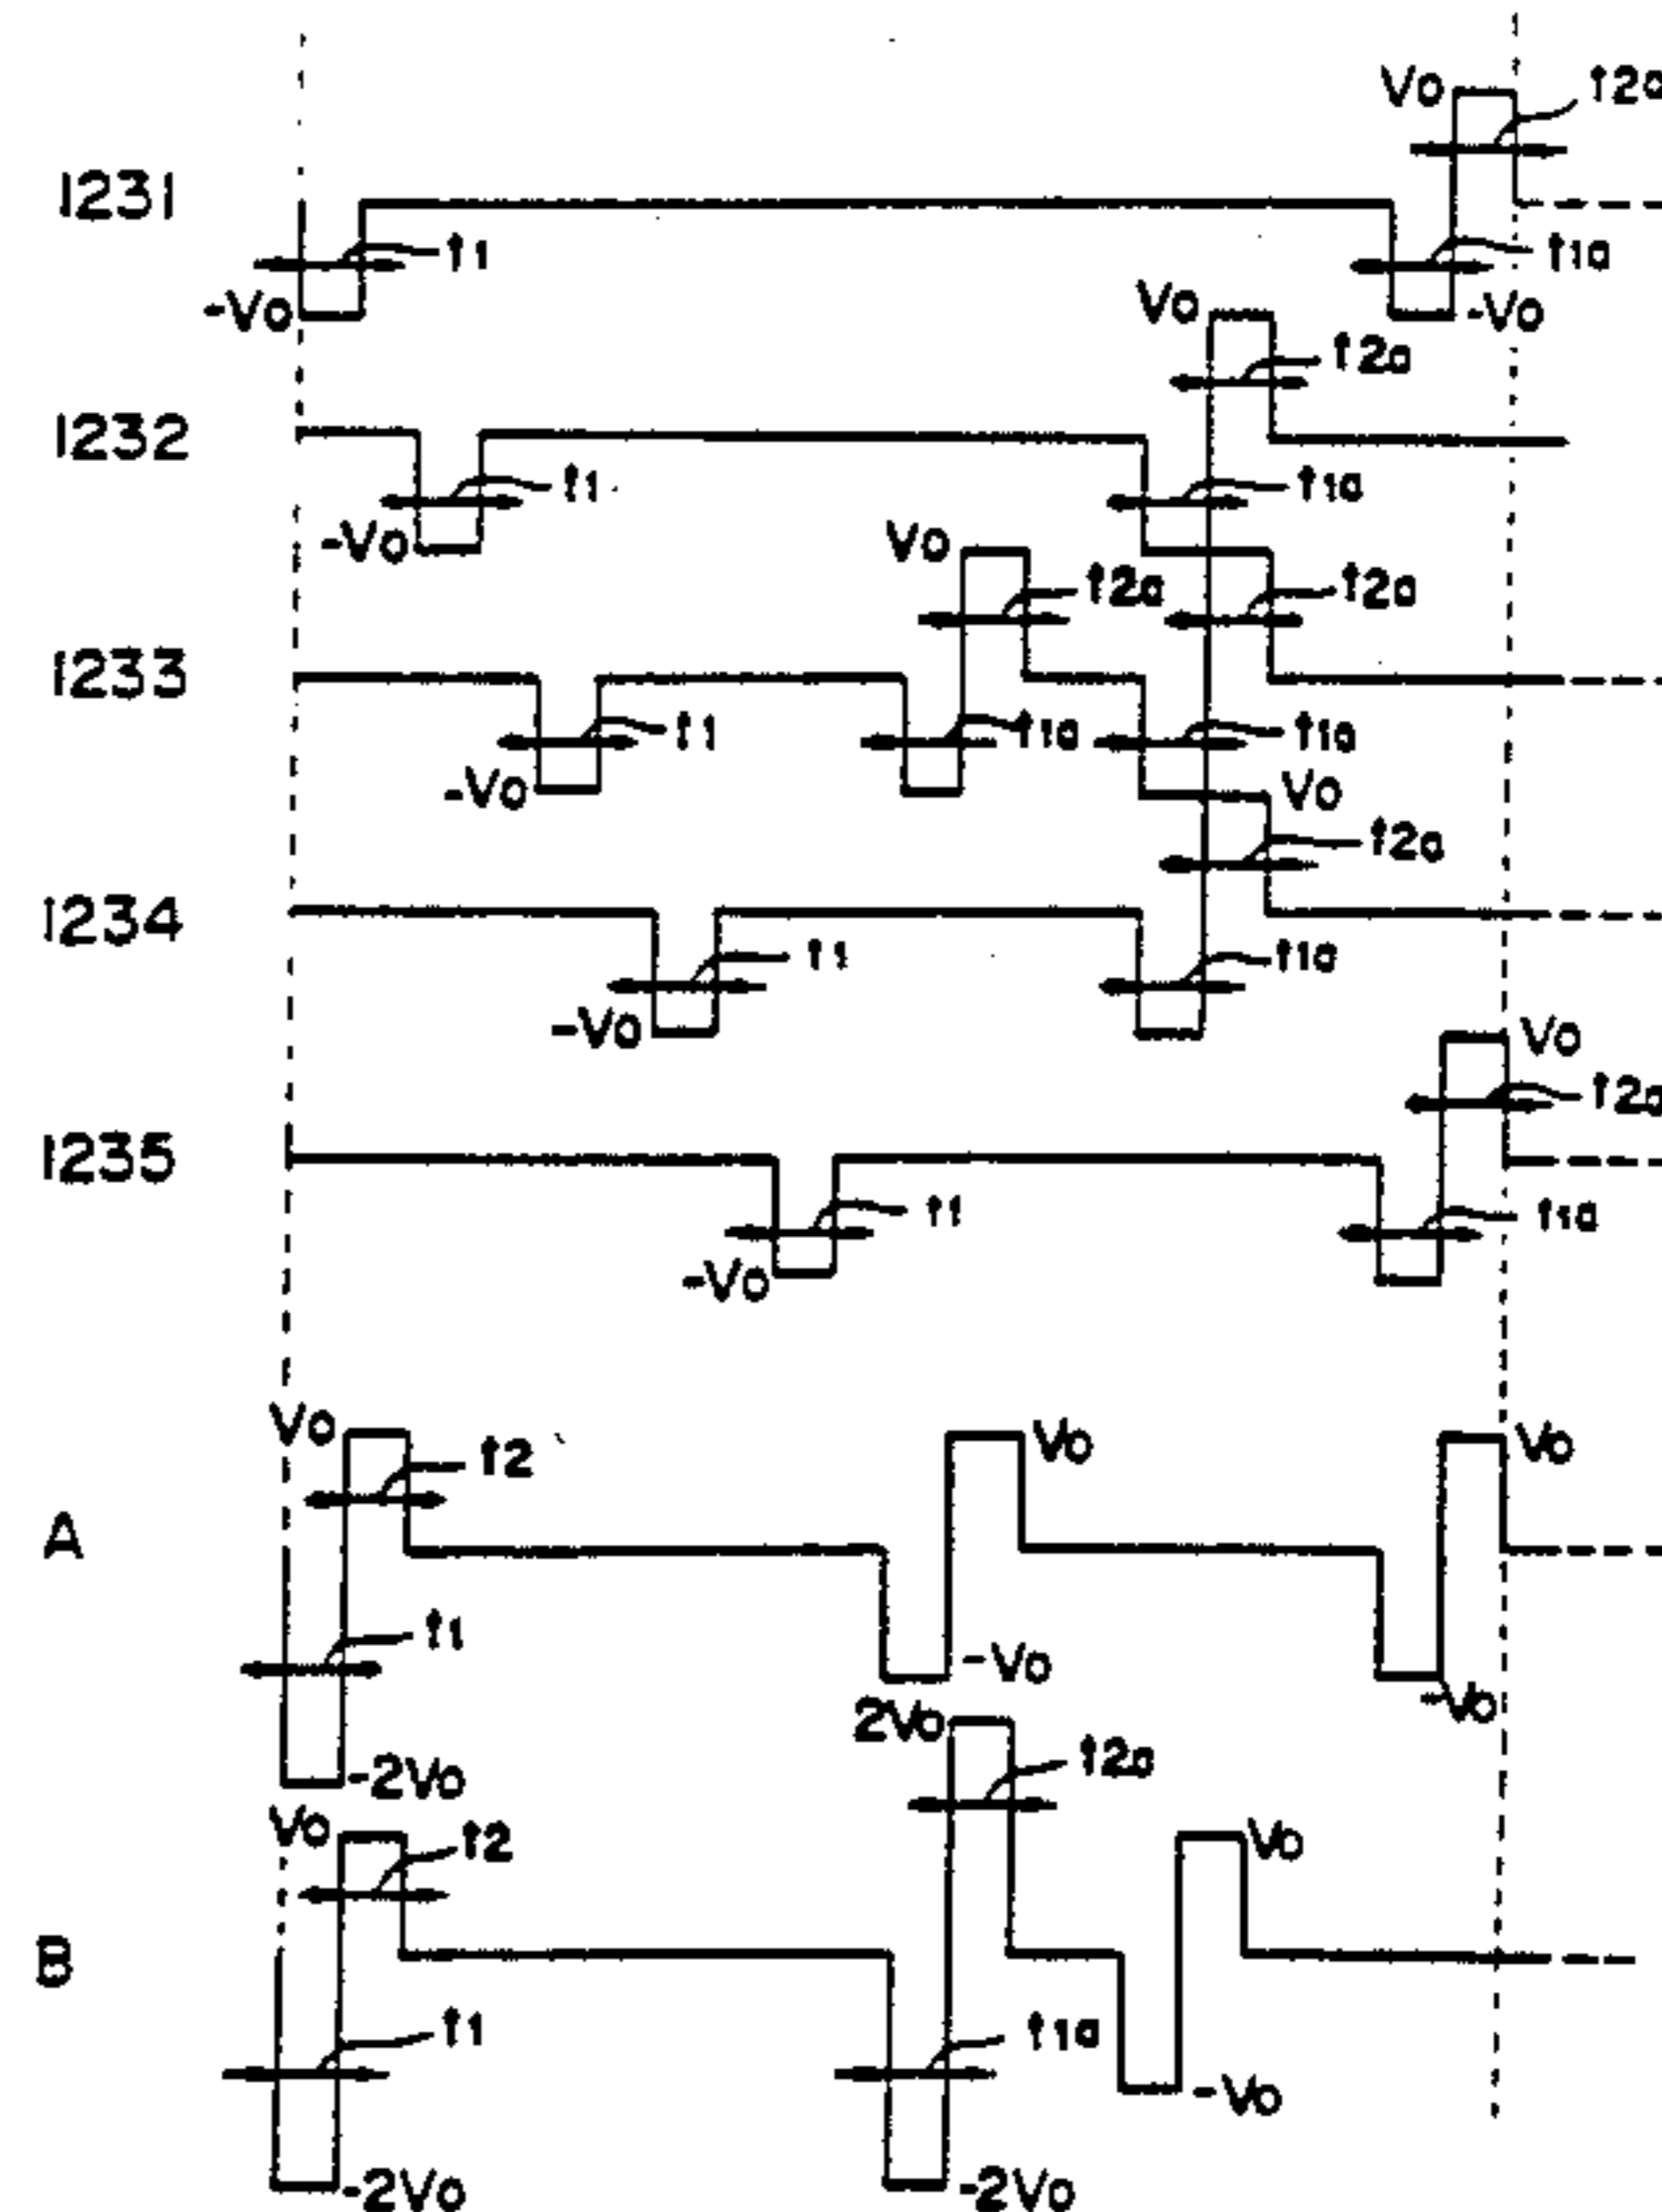 Vo t2a
1231
t1 t1a
-Vo -Vo
Vo
t2a
1232
t1 t1a
-Vo Vo
t2a t2a
1233
t1 t1a t1a
-Vo Vo
t2a
1234
t1 t1a
-Vo
Vo
t2a
1235
t1 t1a
-Vo
Vo Vo Vo
t2
A
t1
-Vo -Vo
2Vo
-2Vo t2a
Vo t2 Vo
B
t1 t1a
-Vo
-2Vo -2Vo